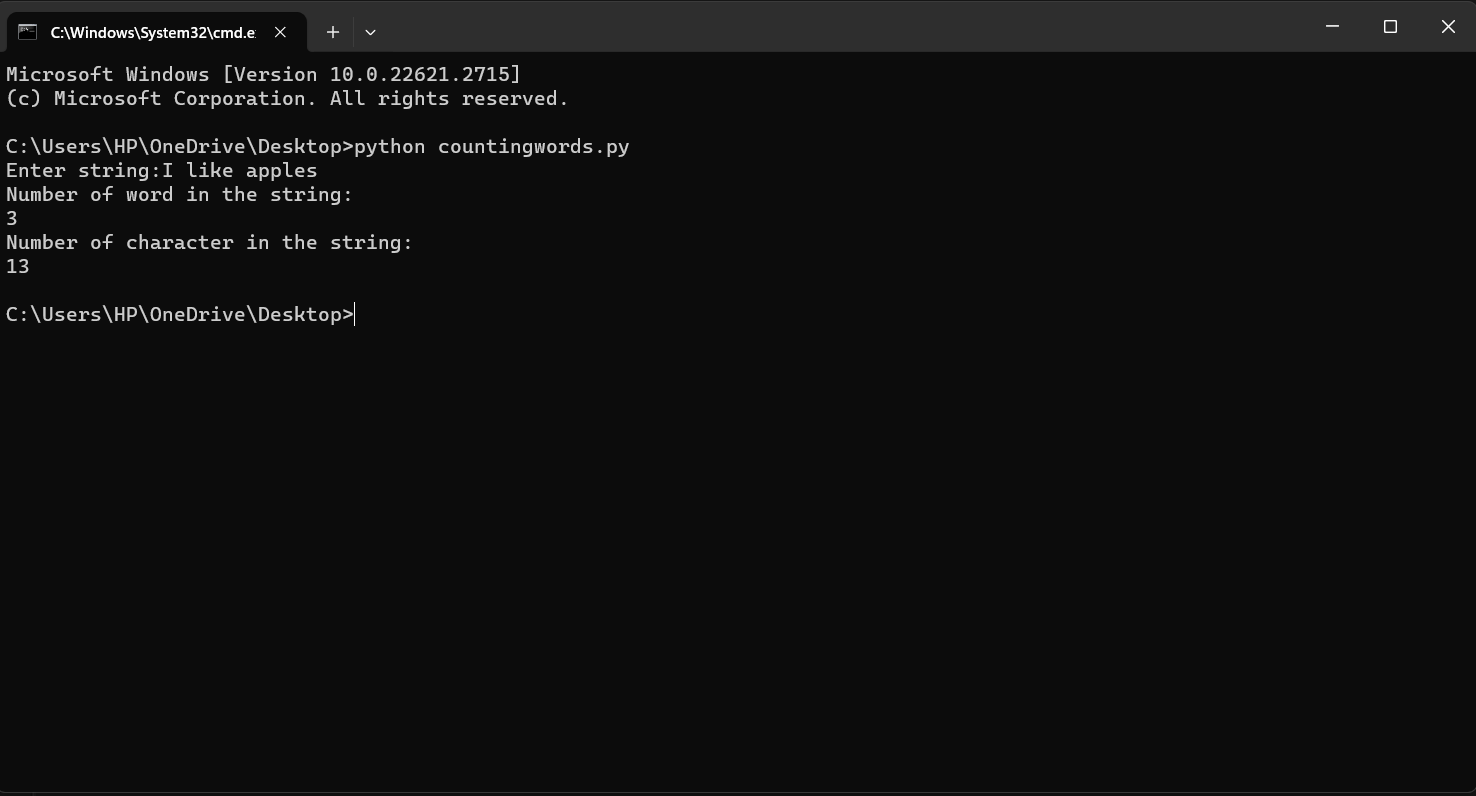 C:\Windows\System32\cmd.e
Microsoft Windows [Version 10.0.22621.2715]
(c) Microsoft Corporation. All rights reserved.
C:\Users\HP\OneDrive\Desktop>python countingwords.py
Enter string:I like apples
Number of word in the string:
3
Number of character in the string:
13
C:\Users\HP\OneDrive\Desktop>